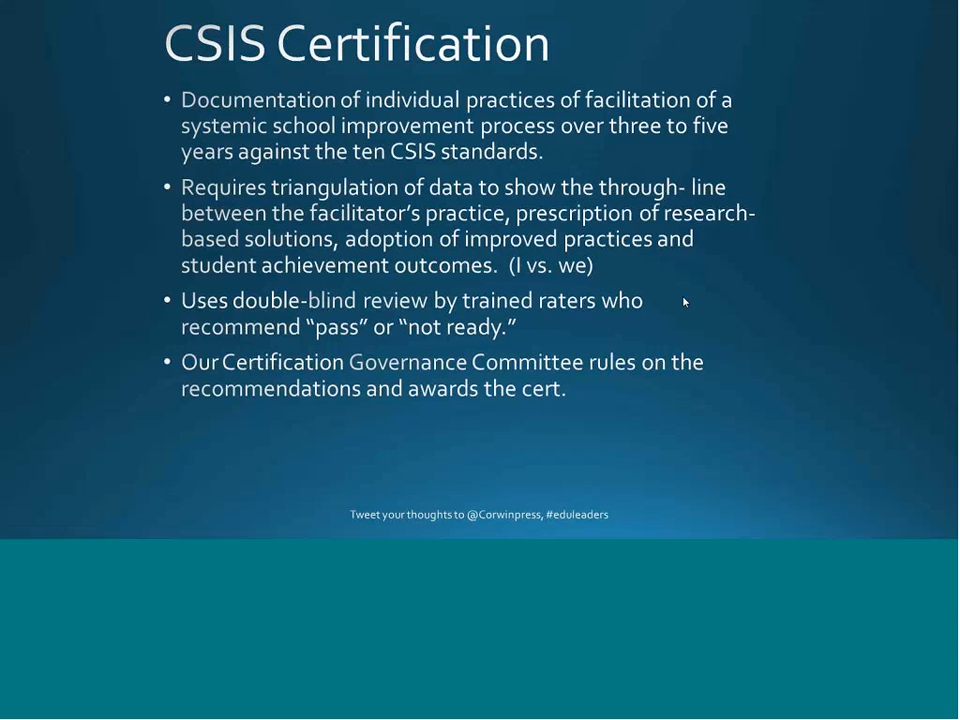 CSIS Certification
• Documentation of individual practices of facilitation of a
systemic school improvement process over three to five
years against the ten CSIS standards.
• Requires triangulation of data to show the through- line
between the facilitator’s practice, prescription of research-
based solutions, adoption of improved practices and
student achievement outcomes.  (I vs. we)
• Uses double-blind review by trained raters who
recommend “pass” or “not ready.”
• Our Certification Governance Committee rules on the
recommendations and awards the cert.
Tweet your thoughts to @Corwinpress, #eduleaders